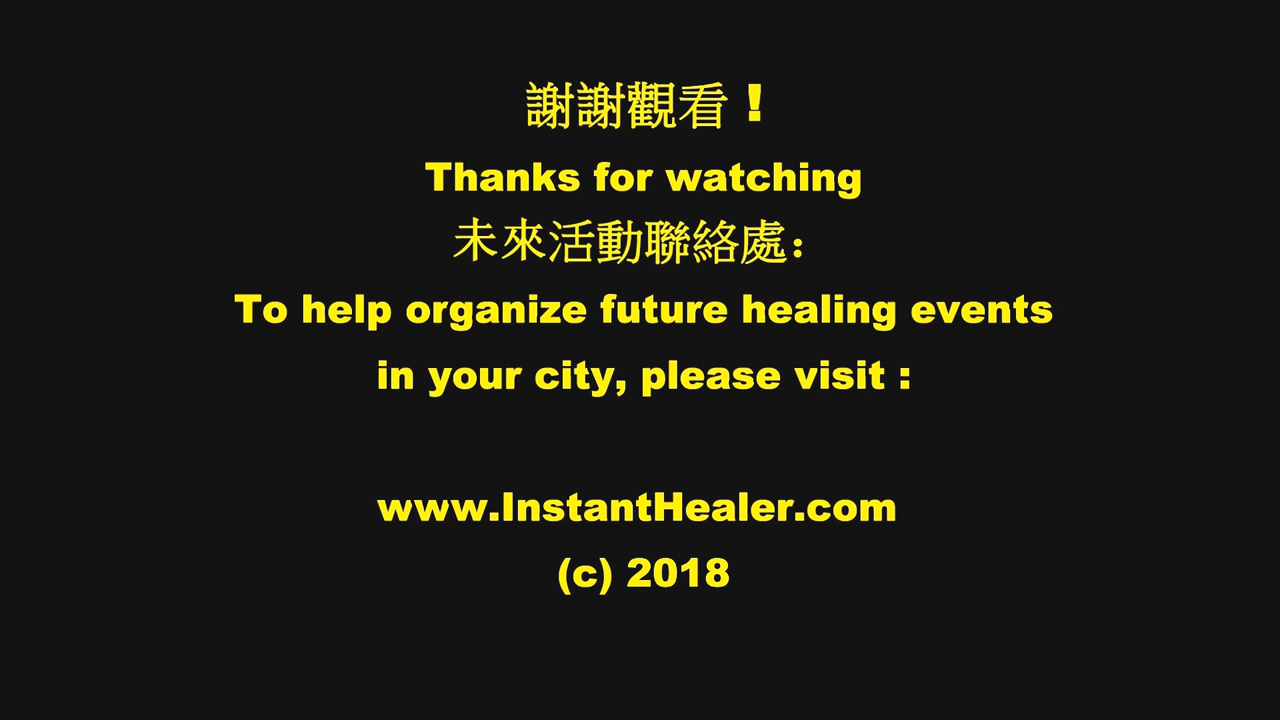 謝謝觀看！
Thanks for watching
未來活動聯絡處：
To help organize future healing events
in your city, please visit :
www.InstantHealer.com
(c) 2018